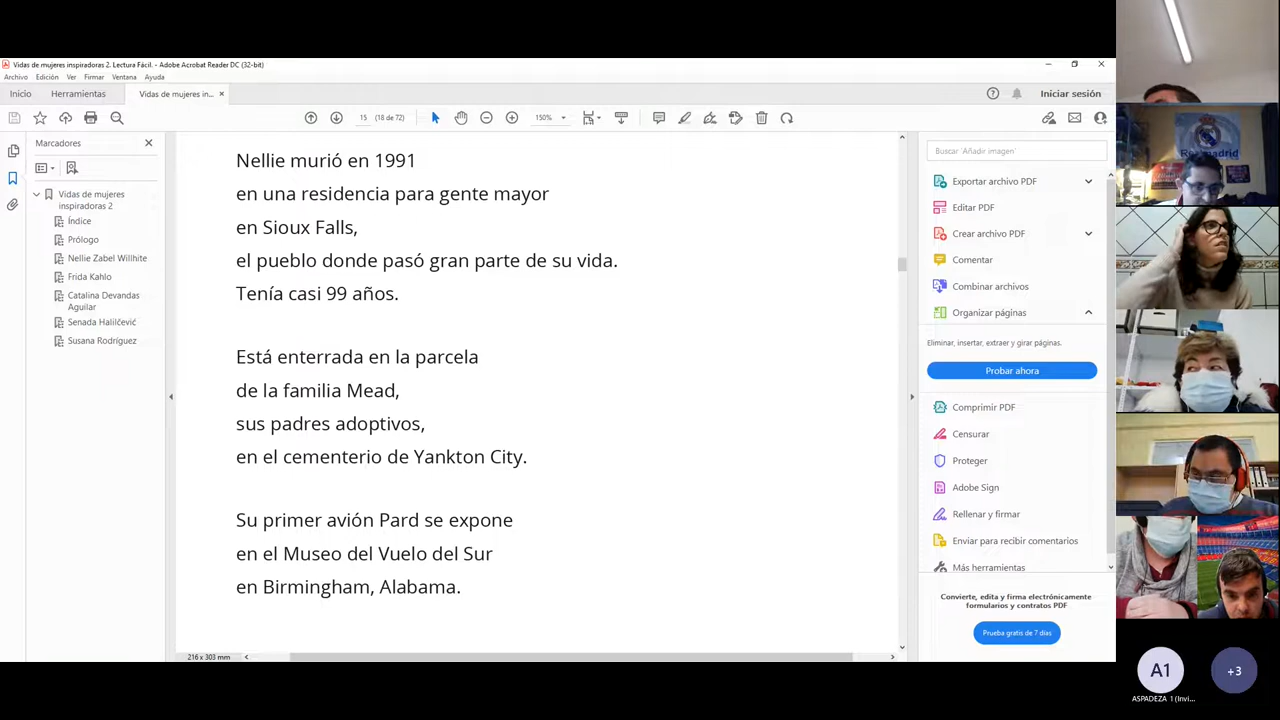 Vidas de mujeres inspiradoras 2. Lectura Fácil. - Adobe Acrobat Reader DC (32-bit)
Archivo Edición Ver Firmar Ventana Ayuda
Inicio Herramientas Vidas de mujeres in... × Iniciar sesión
15 (18 de 72) 150%
Marcadores
Vidas de mujeres
inspiradoras 2
Índice
Prólogo
Nellie Zabel Willhite
Frida Kahlo
Catalina Devandas
Aguilar
Senada Halilčević
Susana Rodríguez
Nellie murió en 1991
en una residencia para gente mayor
en Sioux Falls,
el pueblo donde pasó gran parte de su vida.
Tenía casi 99 años.
Está enterrada en la parcela
de la familia Mead,
sus padres adoptivos,
en el cementerio de Yankton City.
Su primer avión Pard se expone
en el Museo del Vuelo del Sur
en Birmingham, Alabama.
216 x 303 mm
Buscar 'Añadir imagen'
Exportar archivo PDF
Editar PDF
Crear archivo PDF
Comentar
Combinar archivos
Organizar páginas
Eliminar, insertar, extraer y girar páginas.
Probar ahora
Comprimir PDF
Censurar
Proteger
Adobe Sign
Rellenar y firmar
Enviar para recibir comentarios
Más herramientas
Convierte, edita y firma electrónicamente
formularios y contratos PDF
Prueba gratis de 7 días
Realmadrid
A1
+3
ASPADEZA 1 (Invi...